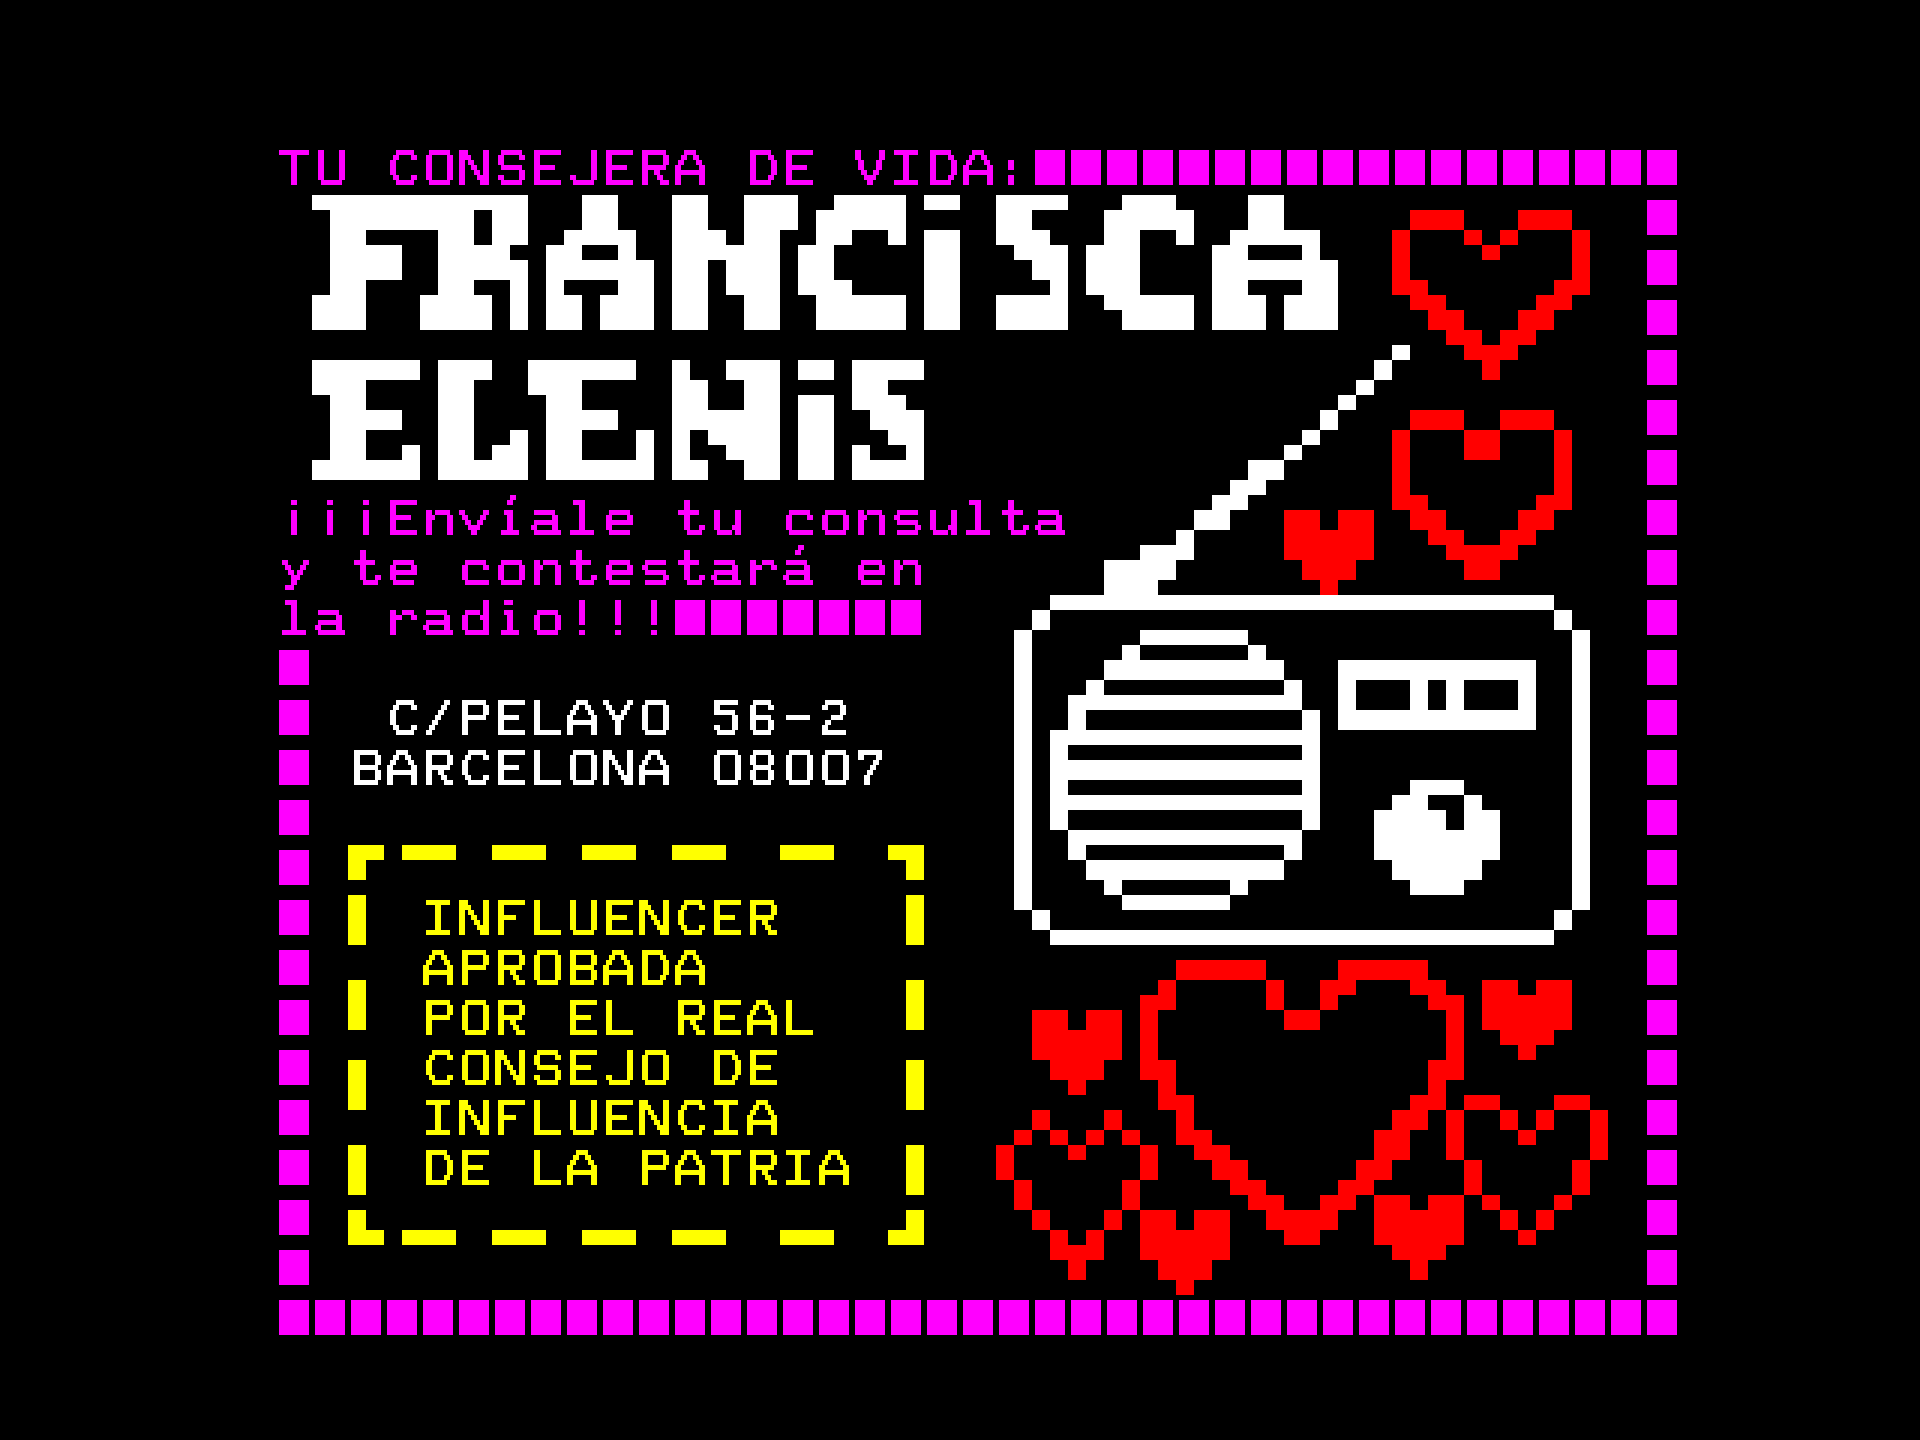 TU CONSEJERA DE VIDA:
FRANCiSCA
ELENiS
¡¡¡Envíale tu consulta
y te contestará en
la radio!!!
C/PELAYO 56-2
BARCELONA 08007
INFLUENCER
APROBADA
POR EL REAL
CONSEJO DE
INFLUENCIA
DE LA PATRIA